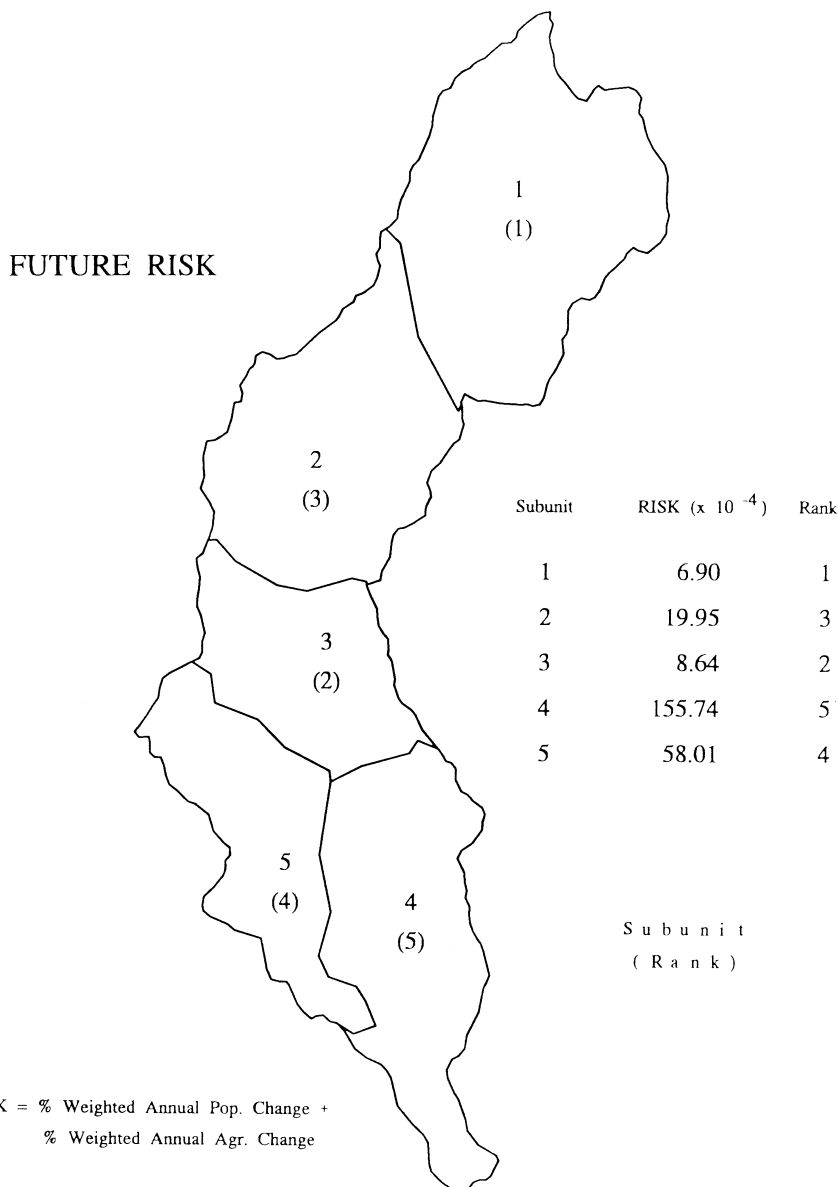 1
(1)
FUTURE RISK
2
(3)
Subunit RISK (x 10 -4) Rank
1 6.90 1
2 19.95 3
3 8.64 2
4 155.74 5
5 58.01 4
3
(2)
5
(4)
4
(5)
Subunit
(Rank)
K = % Weighted Annual Pop. Change +
% Weighted Annual Agr. Change